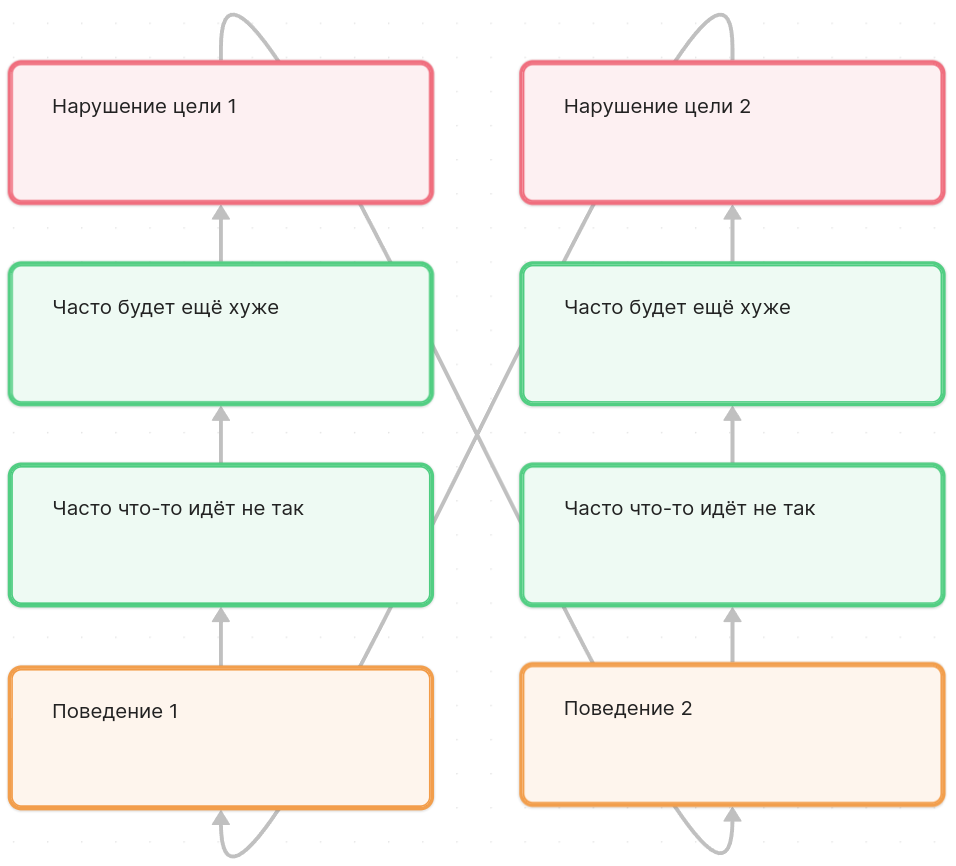 Нарушение цели 1
Нарушение цели 2
Часто будет ещё хуже
Часто будет ещё хуже
Часто что-то идёт не так
Часто что-то идёт не так
Поведение 1
Поведение 2